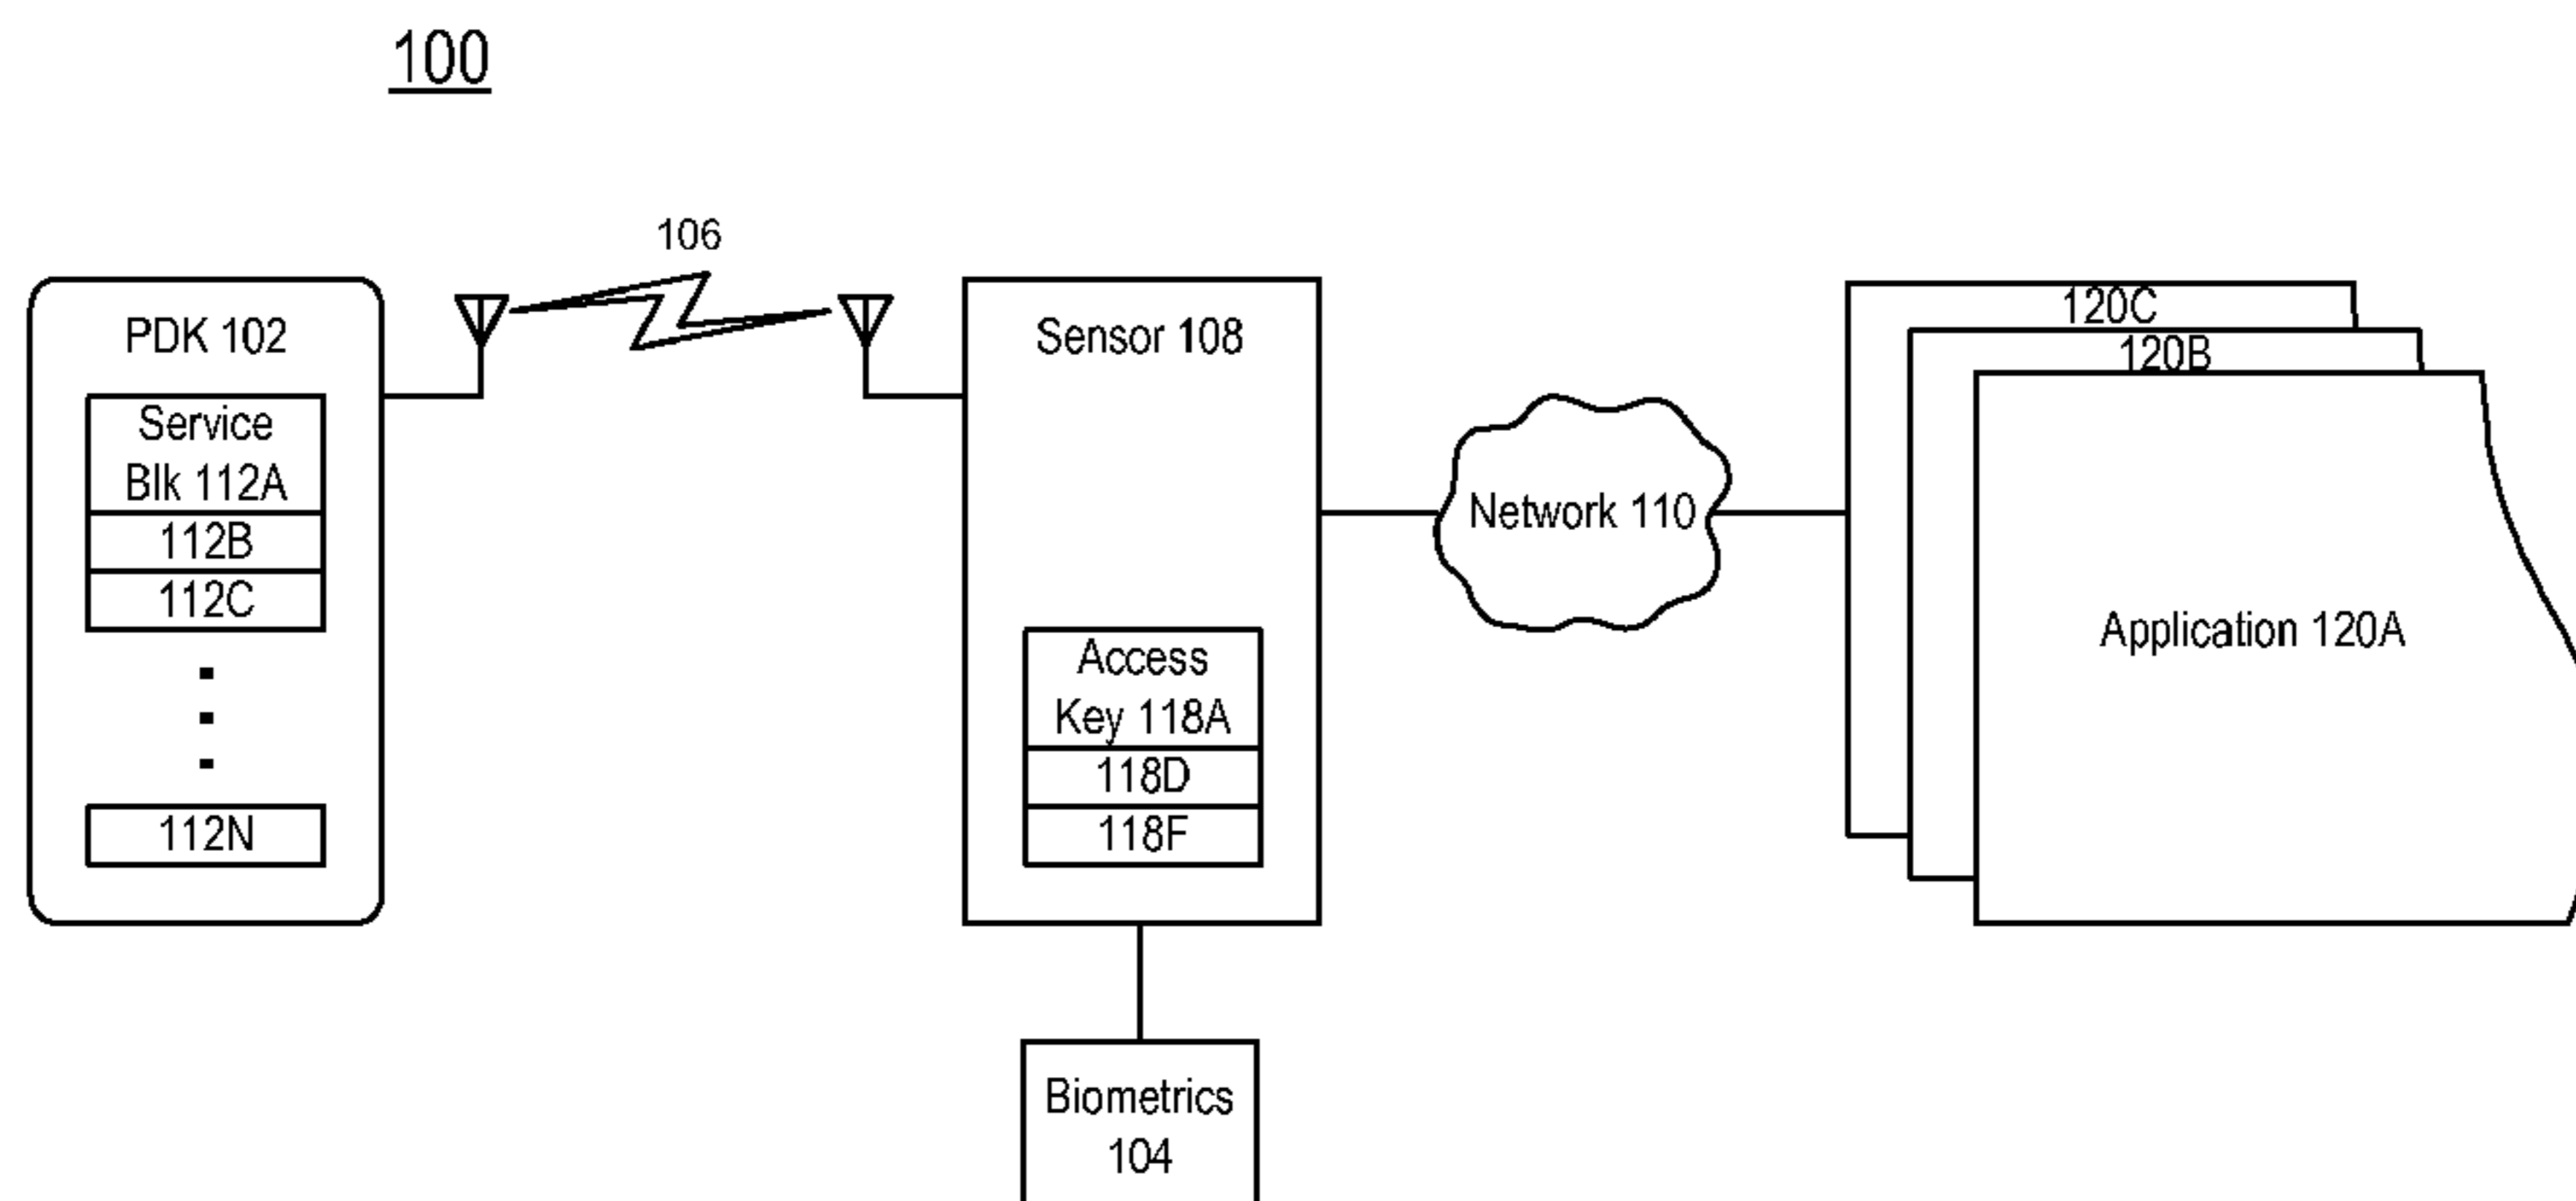 100
106
PDK 102
Service
Blk 112A
112B
112C
112N
Sensor 108
Access
Key 118A
118D
118F
Biometrics
104
Network 110
120C
120B
Application 120A